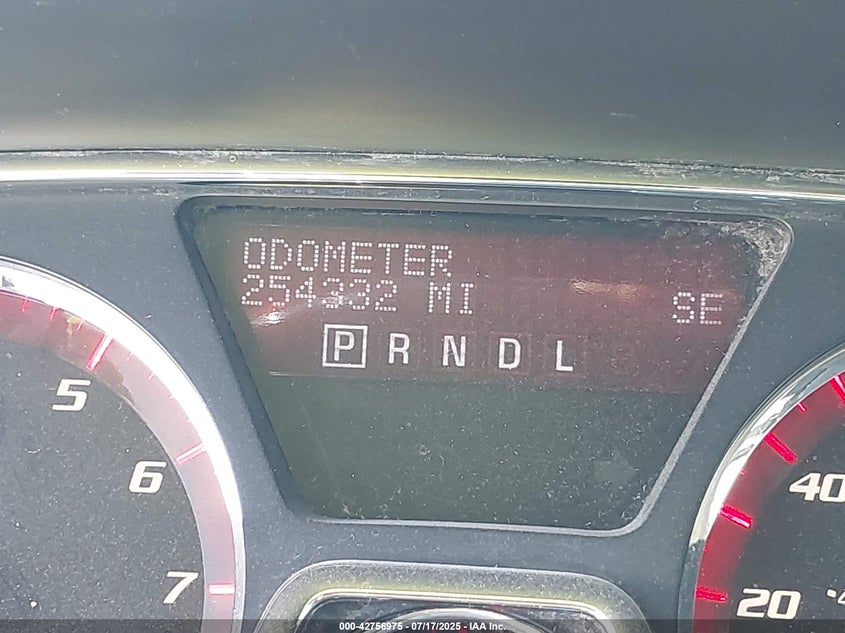 ODOMETER
254332 MI SE
P R N D L
5
6
7
40
20
000-42756975 - 07/17/2025 - IAA Inc.